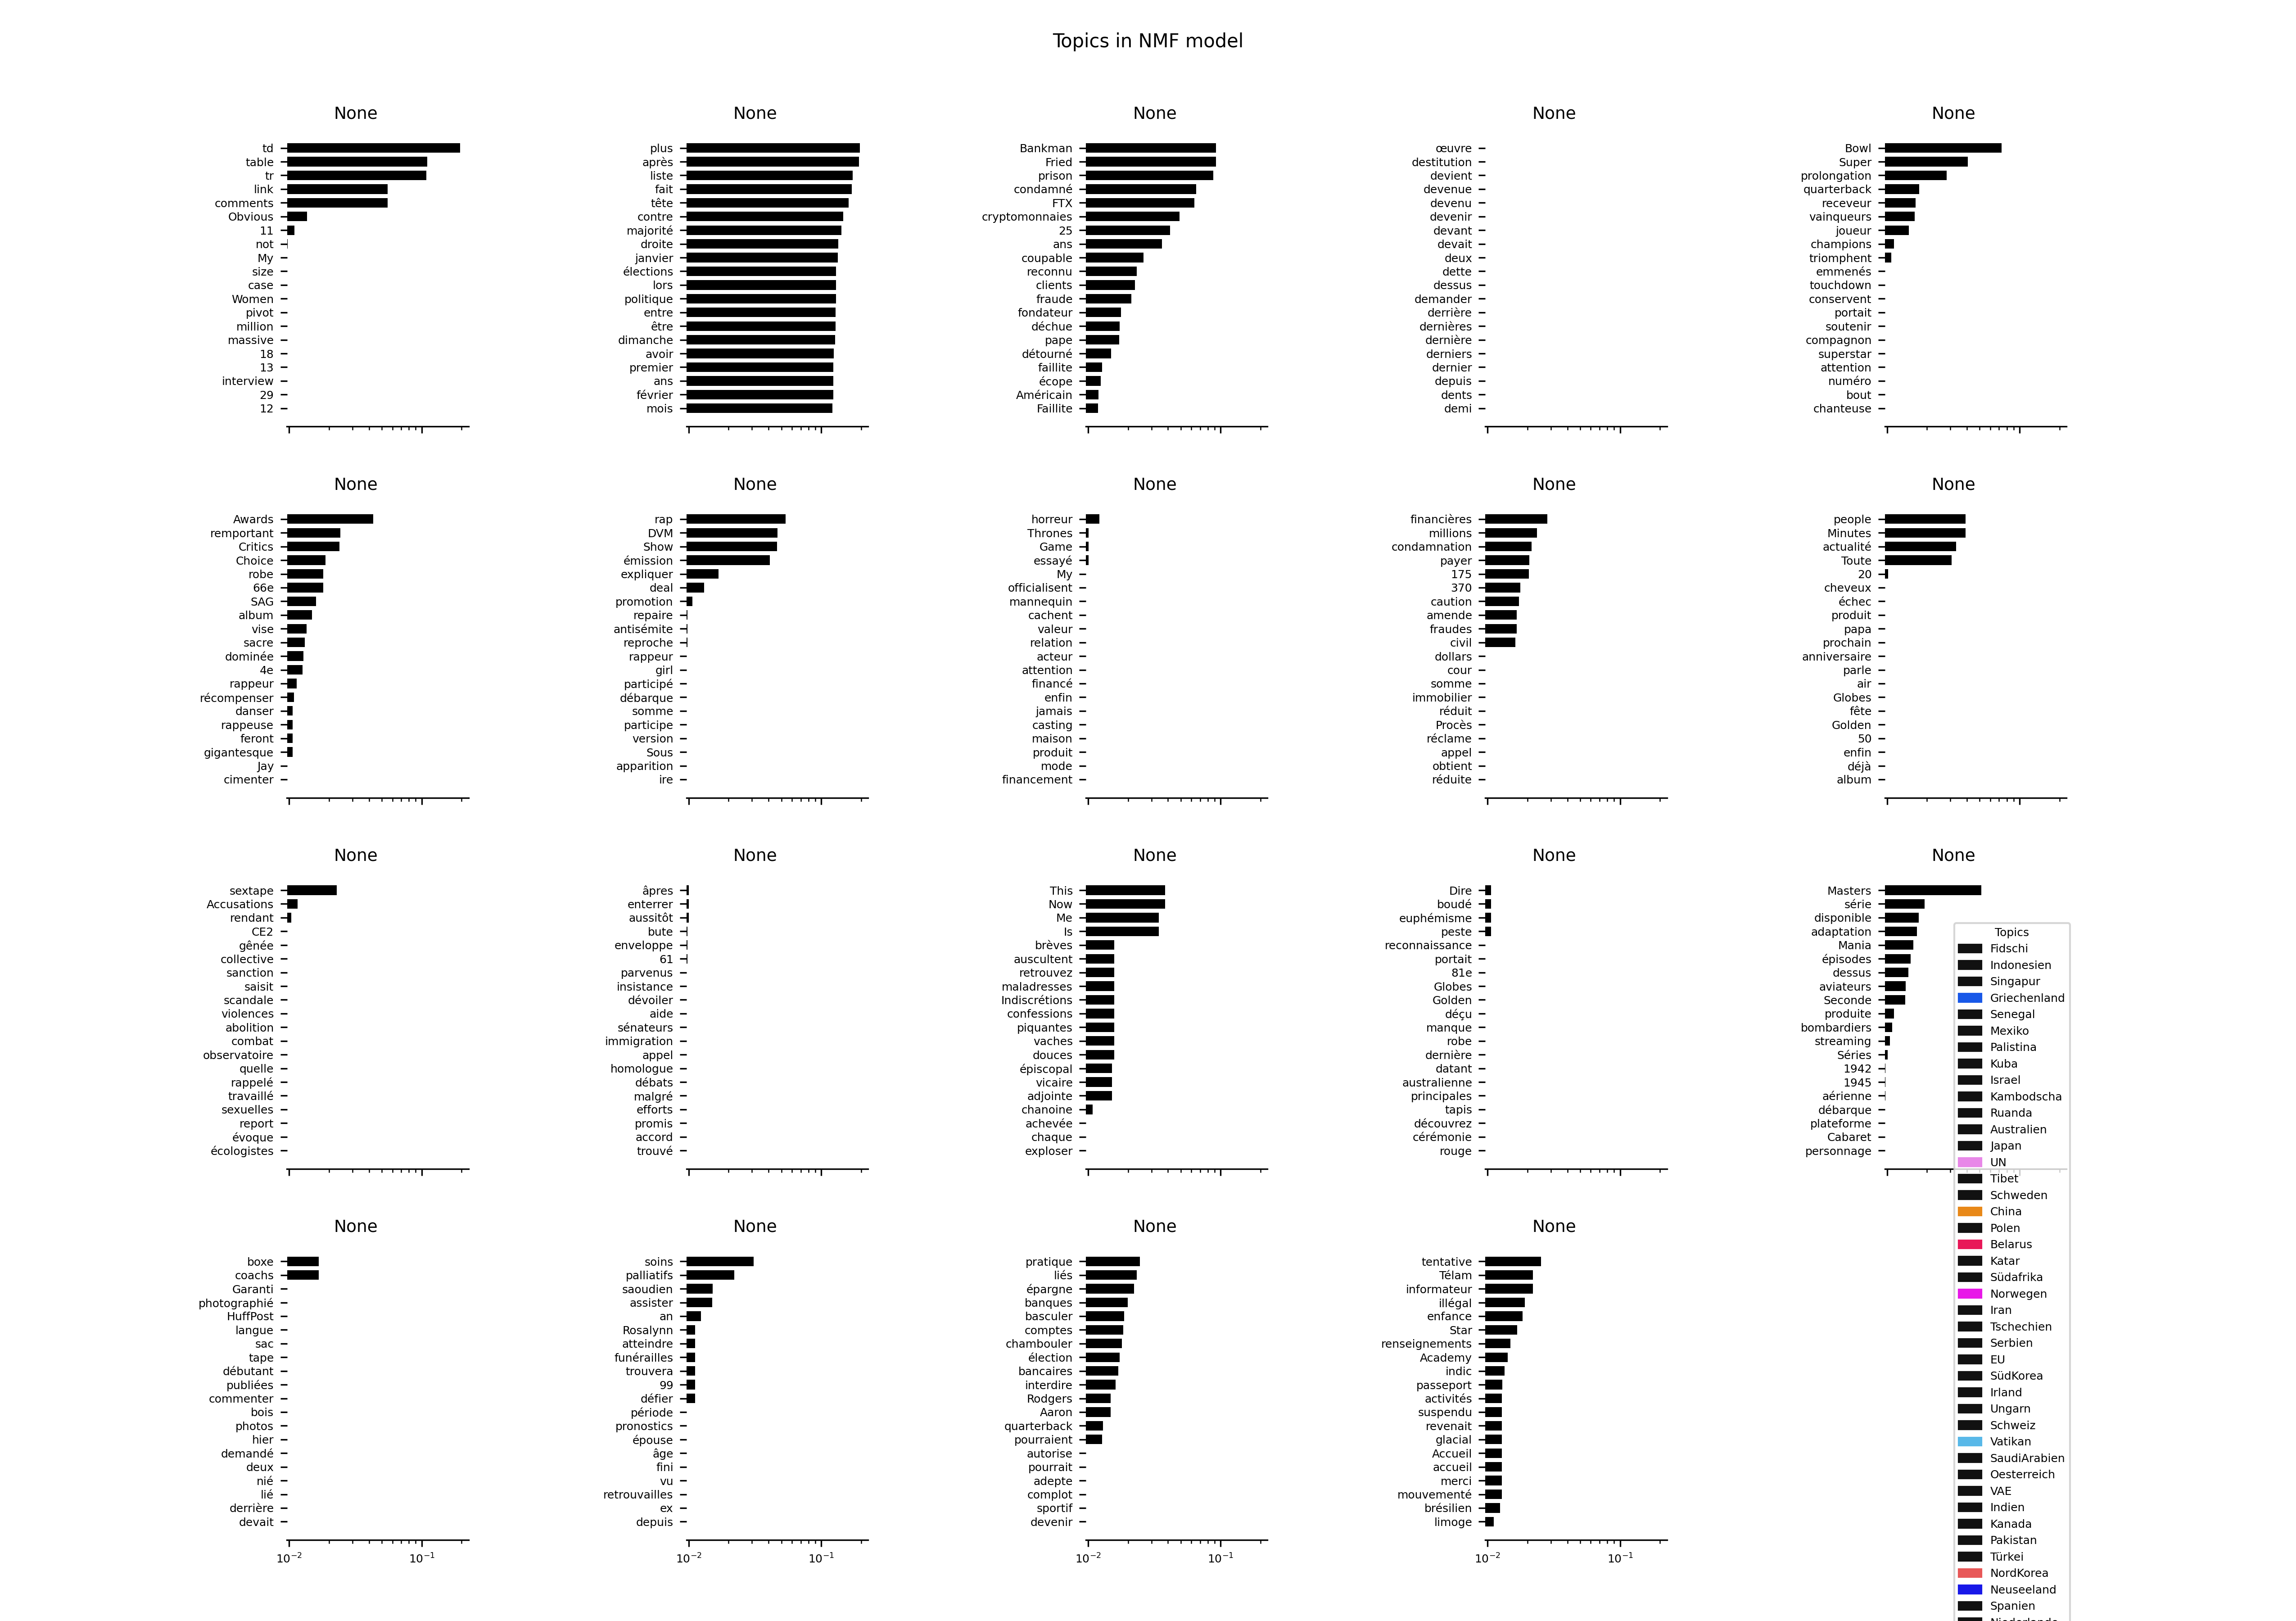 Topics in NMF model
None
td
table
tr
link
comments
Obvious
11
not
My
size
case
Women
pivot
million
massive
18
13
interview
29
12
None
plus
après
liste
fait
tête
contre
majorité
droite
janvier
élections
lors
politique
entre
être
dimanche
avoir
premier
ans
février
mois
None
Bankman
Fried
prison
condamné
FTX
cryptomonnaies
25
ans
coupable
reconnu
clients
fraude
fondateur
déchue
pape
détourné
faillite
écope
Américain
Faillite
None
œuvre
destitution
devient
devenue
devenu
devenir
devant
devait
deux
dette
dessus
demander
derrière
dernières
dernière
derniers
dernier
depuis
dents
demi
None
Bowl
Super
prolongation
quarterback
receveur
vainqueurs
joueur
champions
triomphent
emmenés
touchdown
conservent
portait
soutenir
compagnon
superstar
attention
numéro
bout
chanteuse
None
Awards
remportant
Critics
Choice
robe
66e
SAG
album
vise
sacre
dominée
4e
rappeur
récompenser
danser
rappeuse
feront
gigantesque
Jay
cimenter
None
rap
DVM
Show
émission
expliquer
deal
promotion
repaire
antisémite
reproche
rappeur
girl
participé
débarque
somme
participe
version
Sous
apparition
ire
None
horreur
Thrones
Game
essayé
My
officialisent
mannequin
cachent
valeur
relation
acteur
attention
financé
enfin
jamais
casting
maison
produit
mode
financement
None
financières
millions
condamnation
payer
175
370
caution
amende
fraudes
civil
dollars
cour
somme
immobilier
réduit
Procès
réclame
appel
obtient
réduite
None
people
Minutes
actualité
Toute
20
cheveux
échec
produit
papa
prochain
anniversaire
parle
air
Globes
fête
Golden
50
enfin
déjà
album
None
sextape
Accusations
rendant
CE2
gênée
collective
sanction
saisit
scandale
violences
abolition
combat
observatoire
quelle
rappelé
travaillé
sexuelles
report
évoque
écologistes
None
âpres
enterrer
aussitôt
bute
enveloppe
61
parvenus
insistance
dévoiler
aide
sénateurs
immigration
appel
homologue
débats
malgré
efforts
promis
accord
trouvé
None
This
Now
Me
Is
brèves
auscultent
retrouvez
maladresses
Indiscrétions
confessions
piquantes
vaches
douces
épiscopal
vicaire
adjointe
chanoine
achevée
chaque
exploser
None
Dire
boudé
euphémisme
peste
reconnaissance
portait
81e
Globes
Golden
déçu
manque
robe
dernière
datant
australienne
principales
tapis
découvrez
cérémonie
rouge
None
Masters
série
disponible
adaptation
Mania
épisodes
dessus
aviateurs
Seconde
produite
bombardiers
streaming
Séries
1942
1945
aérienne
débarque
plateforme
Cabaret
personnage
None
boxe
coachs
Garanti
photographié
HuffPost
langue
sac
tape
débutant
publiées
commenter
bois
photos
hier
demandé
deux
nié
lié
derrière
devait
10⁻² 10⁻¹
None
soins
palliatifs
saoudien
assister
an
Rosalynn
atteindre
funérailles
trouvera
99
défier
période
pronostics
épouse
âge
fini
vu
retrouvailles
ex
depuis
10⁻² 10⁻¹
None
pratique
liés
épargne
banques
basculer
comptes
chambouler
élection
bancaires
interdire
Rodgers
Aaron
quarterback
pourraient
autorise
pourrait
adepte
complot
sportif
devenir
10⁻² 10⁻¹
None
tentative
Télam
informateur
illégal
enfance
Star
renseignements
Academy
indic
passeport
activités
suspendu
revenait
glacial
Accueil
accueil
merci
mouvementé
brésilien
limoge
10⁻² 10⁻¹
Topics
Fidschi
Indonesien
Singapur
Griechenland
Senegal
Mexiko
Palistina
Kuba
Israel
Kambodscha
Ruanda
Australien
Japan
UN
Tibet
Schweden
China
Polen
Belarus
Katar
Südafrika
Norwegen
Iran
Tschechien
Serbien
EU
SüdKorea
Irland
Ungarn
Schweiz
Vatikan
SaudiArabien
Oesterreich
VAE
Indien
Kanada
Pakistan
Türkei
NordKorea
Neuseeland
Spanien